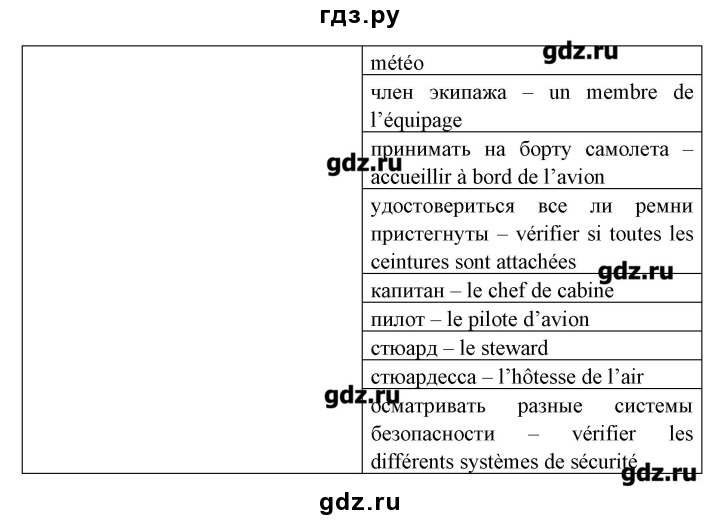 гдз.ру
gdz.ru
météo
член экипажа – un membre de
l’équipage
принимать на борту самолета –
gdz.ru
accueillir à bord de l’avion
удостовериться все ли ремни
пристегнуты – vérifier si toutes les
ceintures sont attachées
gdz.ru
капитан – le chef de cabine
пилот – le pilote d’avion
стюард – le steward
стюардесса – l’hôtesse de l’air
gdz.ru
осматривать разные системы
безопасности – vérifier les
différents systèmes de sécurité
gdz.ru
gdz.ru